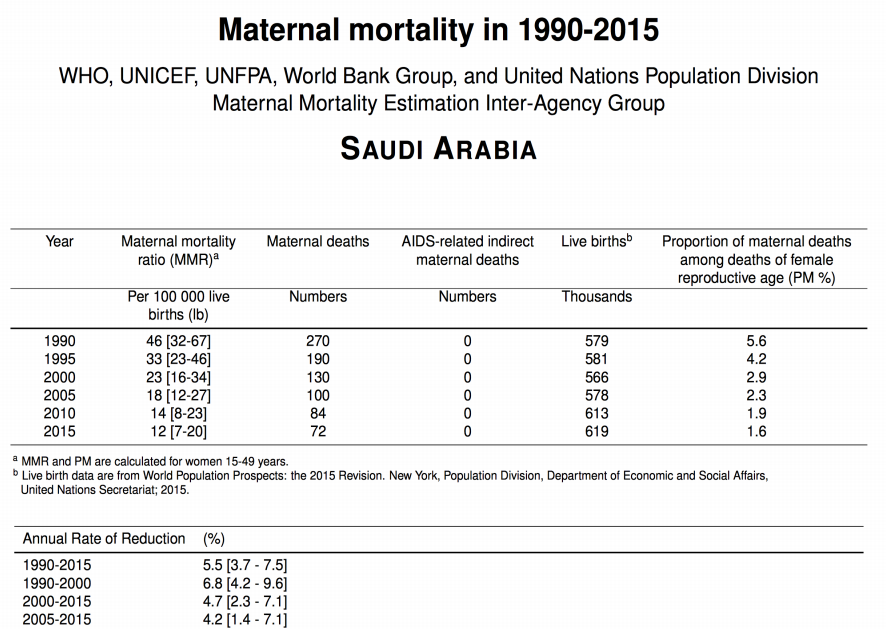 Maternal mortality in 1990-2015
WHO, UNICEF, UNFPA, World Bank Group, and United Nations Population Division
Maternal Mortality Estimation Inter-Agency Group
SAUDI ARABIA
Year Maternal mortality ratio (MMR)a Maternal deaths AIDS-related indirect maternal deaths Live birthsb Proportion of maternal deaths among deaths of female reproductive age (PM %)
Per 100 000 live births (lb) Numbers Numbers Thousands
1990 46 [32-67] 270 0 579 5.6
1995 33 [23-46] 190 0 581 4.2
2000 23 [16-34] 130 0 566 2.9
2005 18 [12-27] 100 0 578 2.3
2010 14 [8-23] 84 0 613 1.9
2015 12 [7-20] 72 0 619 1.6
a MMR and PM are calculated for women 15-49 years.
b Live birth data are from World Population Prospects: the 2015 Revision. New York, Population Division, Department of Economic and Social Affairs,
United Nations Secretariat; 2015.
Annual Rate of Reduction (%)
1990-2015 5.5 [3.7 - 7.5]
1990-2000 6.8 [4.2 - 9.6]
2000-2015 4.7 [2.3 - 7.1]
2005-2015 4.2 [1.4 - 7.1]